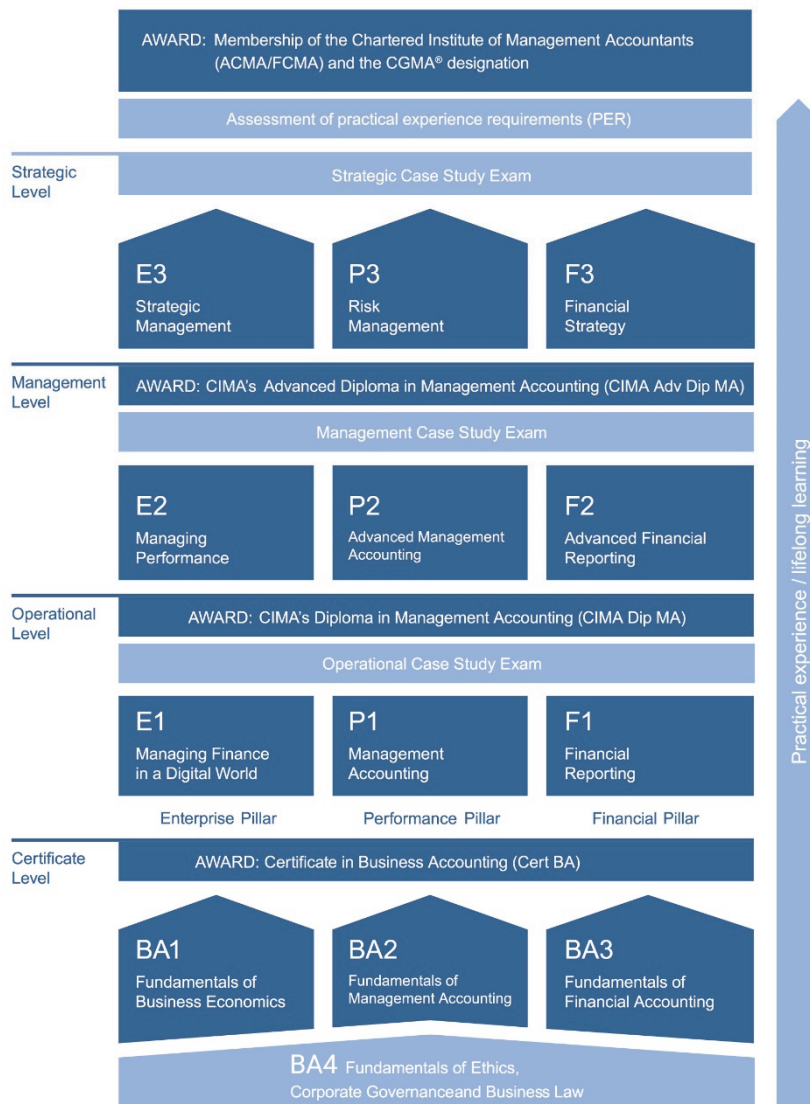 AWARD: Membership of the Chartered Institute of Management Accountants
(ACMA/FCMA) and the CGMA® designation
Assessment of practical experience requirements (PER)
Strategic
Level
Strategic Case Study Exam
E3
Strategic
Management
P3
Risk
Management
F3
Financial
Strategy
Management
Level
AWARD: CIMA's Advanced Diploma in Management Accounting (CIMA Adv Dip MA)
Management Case Study Exam
E2
Managing
Performance
P2
Advanced Management
Accounting
F2
Advanced Financial
Reporting
Operational
Level
AWARD: CIMA's Diploma in Management Accounting (CIMA Dip MA)
Operational Case Study Exam
E1
Managing Finance
in a Digital World
P1
Management
Accounting
F1
Financial
Reporting
Enterprise Pillar
Performance Pillar
Financial Pillar
Certificate
Level
AWARD: Certificate in Business Accounting (Cert BA)
BA1
Fundamentals of
Business Economics
BA2
Fundamentals of
Management Accounting
BA3
Fundamentals of
Financial Accounting
BA4 Fundamentals of Ethics,
Corporate Governanceand Business Law
Practical experience / lifelong learning